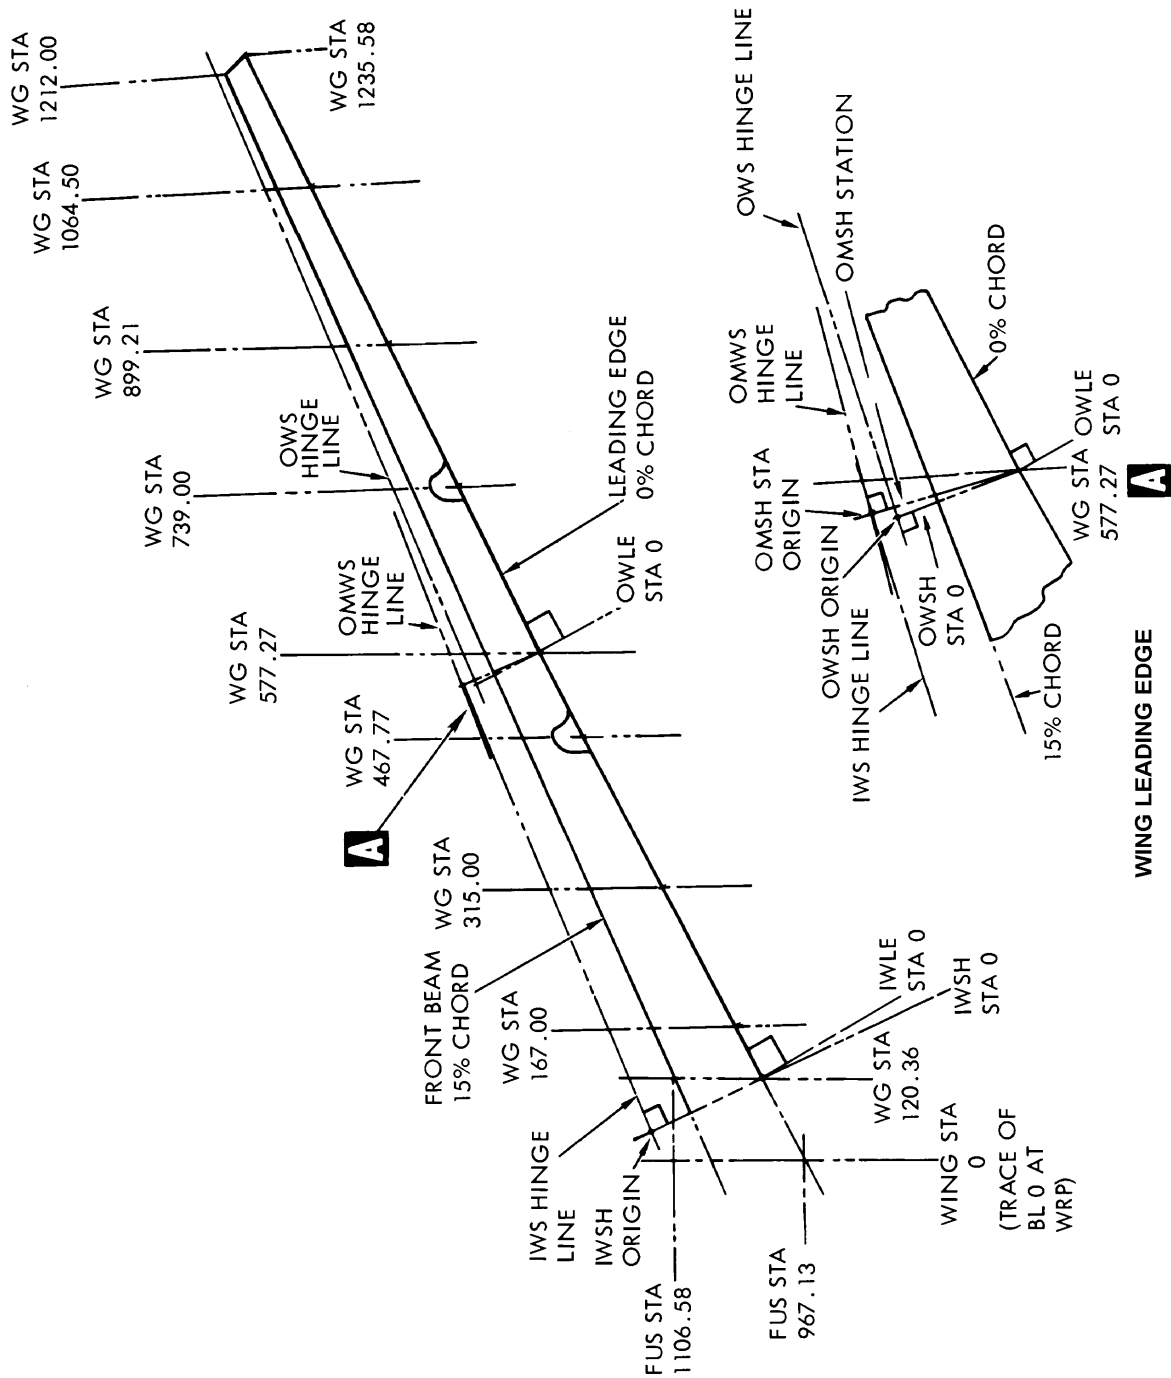 WG STA
1212.00
WG STA
1235.58
WG STA
1064.50
WG STA
899.21
OWS
HINGE
LINE
WG STA
739.00
LEADING EDGE
0% CHORD
OMWS
HINGE
LINE
OWLE
STA 0
WG STA
577.27
WG STA
467.77
A
WG STA
315.00
FRONT BEAM
15% CHORD
WG STA
167.00
IWLE
STA 0
IWSH
STA 0
WG STA
120.36
IWS HINGE
LINE
IWSH
ORIGIN
WING STA
0
(TRACE OF
BL 0 AT
WRP)
FUS STA
1106.58
FUS STA
967.13
OWS HINGE LINE
OMSH STATION
OMWS
HINGE
LINE
0% CHORD
OMSH STA
ORIGIN
OWSH ORIGIN
OWSH
STA 0
IWS HINGE LINE
OWLE
STA 0
WG STA
577.27
15% CHORD
A
WING LEADING EDGE